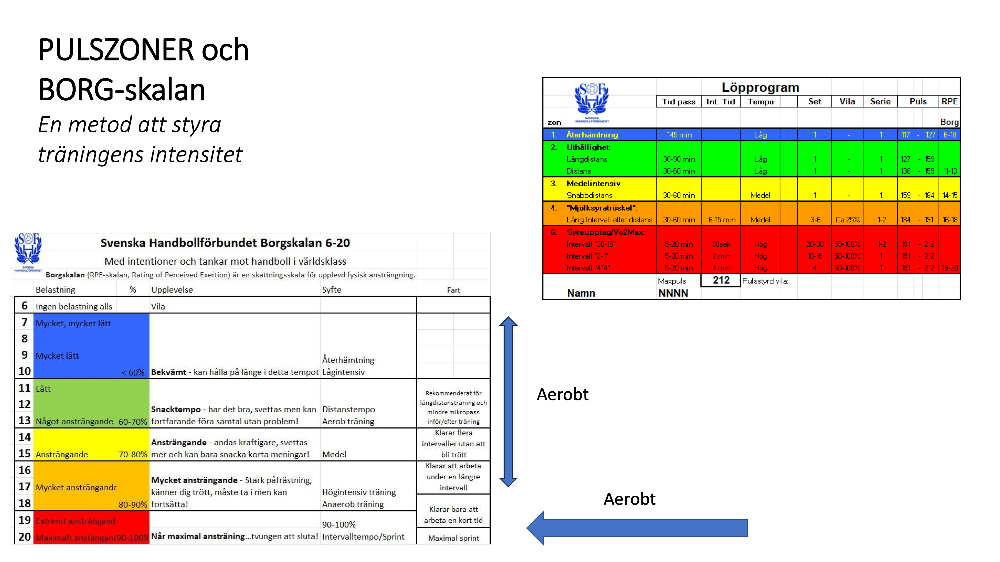 PULSZONER och
BORG-skalan
En metod att styra
träningens intensitet
Löpprogram
Tid pass Int. Tid Tempo Set Vila Serie Puls RPE
SVENSKA
HANDBOLLFÖRBUNDET
zon Borg
1. Återhämtning ~45 min Låg 1 - 1 117 - 127 6-10
2. Uthållighet:
Långdistans 30-90 min Låg 1 - 1 127 - 159
Distans 30-60 min Låg 1 - 1 138 - 159 11-13
3. Medelintensiv
Snabbdistans 30-60 min Medel 1 - 1 159 - 184 14-15
4. "Mjölksyratröskel":
Lång Intervall eller distans 30-60 min 6-15 min Medel 3-6 Ca 25% 1-2 184 - 191 16-18
6. Syreupptag/Vo2Max:
Intervall "30-15" 5-20 min 30sek Hög 20-30 50-100% 1-2 191 - 212
Intervall "2-1" 5-20 min 2 min Hög 10-15 50-100% 1 191 - 212
Intervall "4*4" 5-20 min 4 min Hög 4 50-100% 1 191 - 212 19-20
Maxpuls 212 Pulsstyrd vila:
Namn NNNN
Svenska Handbollförbundet Borgskalan 6-20
Med intentioner och tankar mot handboll i världsklass
SVENSKA
HANDBOLLFÖRBUNDET
Borgskalan (RPE-skalan, Rating of Perceived Exertion) är en skattningsskala för upplevd fysisk ansträngning.
Belastning % Upplevelse Syfte Fart
6 Ingen belastning alls Vila
7 Mycket, mycket lätt
8
9 Mycket lätt Återhämtning
10 < 60% Bekvämt - kan hålla på länge i detta tempot Lågintensiv
11 Lätt Rekommenderat för
12 långdistansträning och
Snacktempo - har det bra, svettas men kan Distanstempo mindre mikropass
13 Något ansträngande 60-70% fortfarande föra samtal utan problem! Aerob träning inför/efter träning
14 Klarar flera
Ansträngande - andas kraftigare, svettas intervaller utan att
15 Ansträngande 70-80% mer och kan bara snacka korta meningar! Medel bli trött
16 Klarar att arbeta
Mycket ansträngande - Stark påfrästning, under en längre
17 Mycket ansträngande känner dig trött, måste ta i men kan Högintensiv träning intervall
18 80-90% fortsätta! Anaerob träning Klarar bara att
19 Extremt ansträngand 90-100% arbeta en kort tid
20 Maximalt anstänganc 90-100% Når maximal ansträning...tvungen att sluta! Intervalltempo/Sprint Maximal sprint
Aerobt
Aerobt